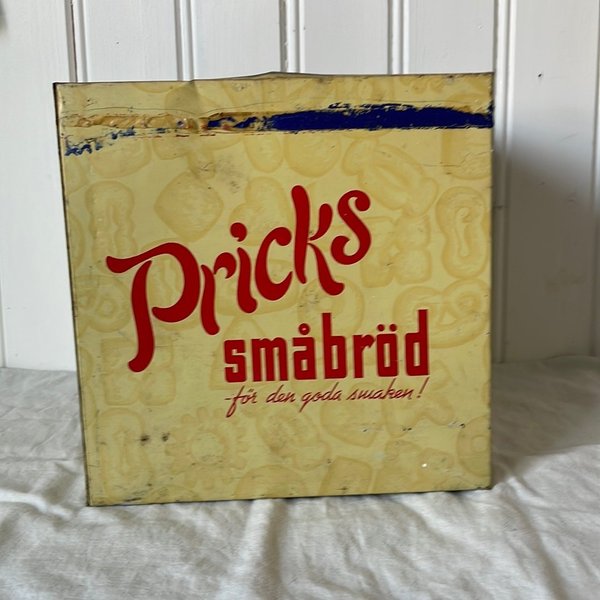 Pricks
småbröd
-för den goda smaken!